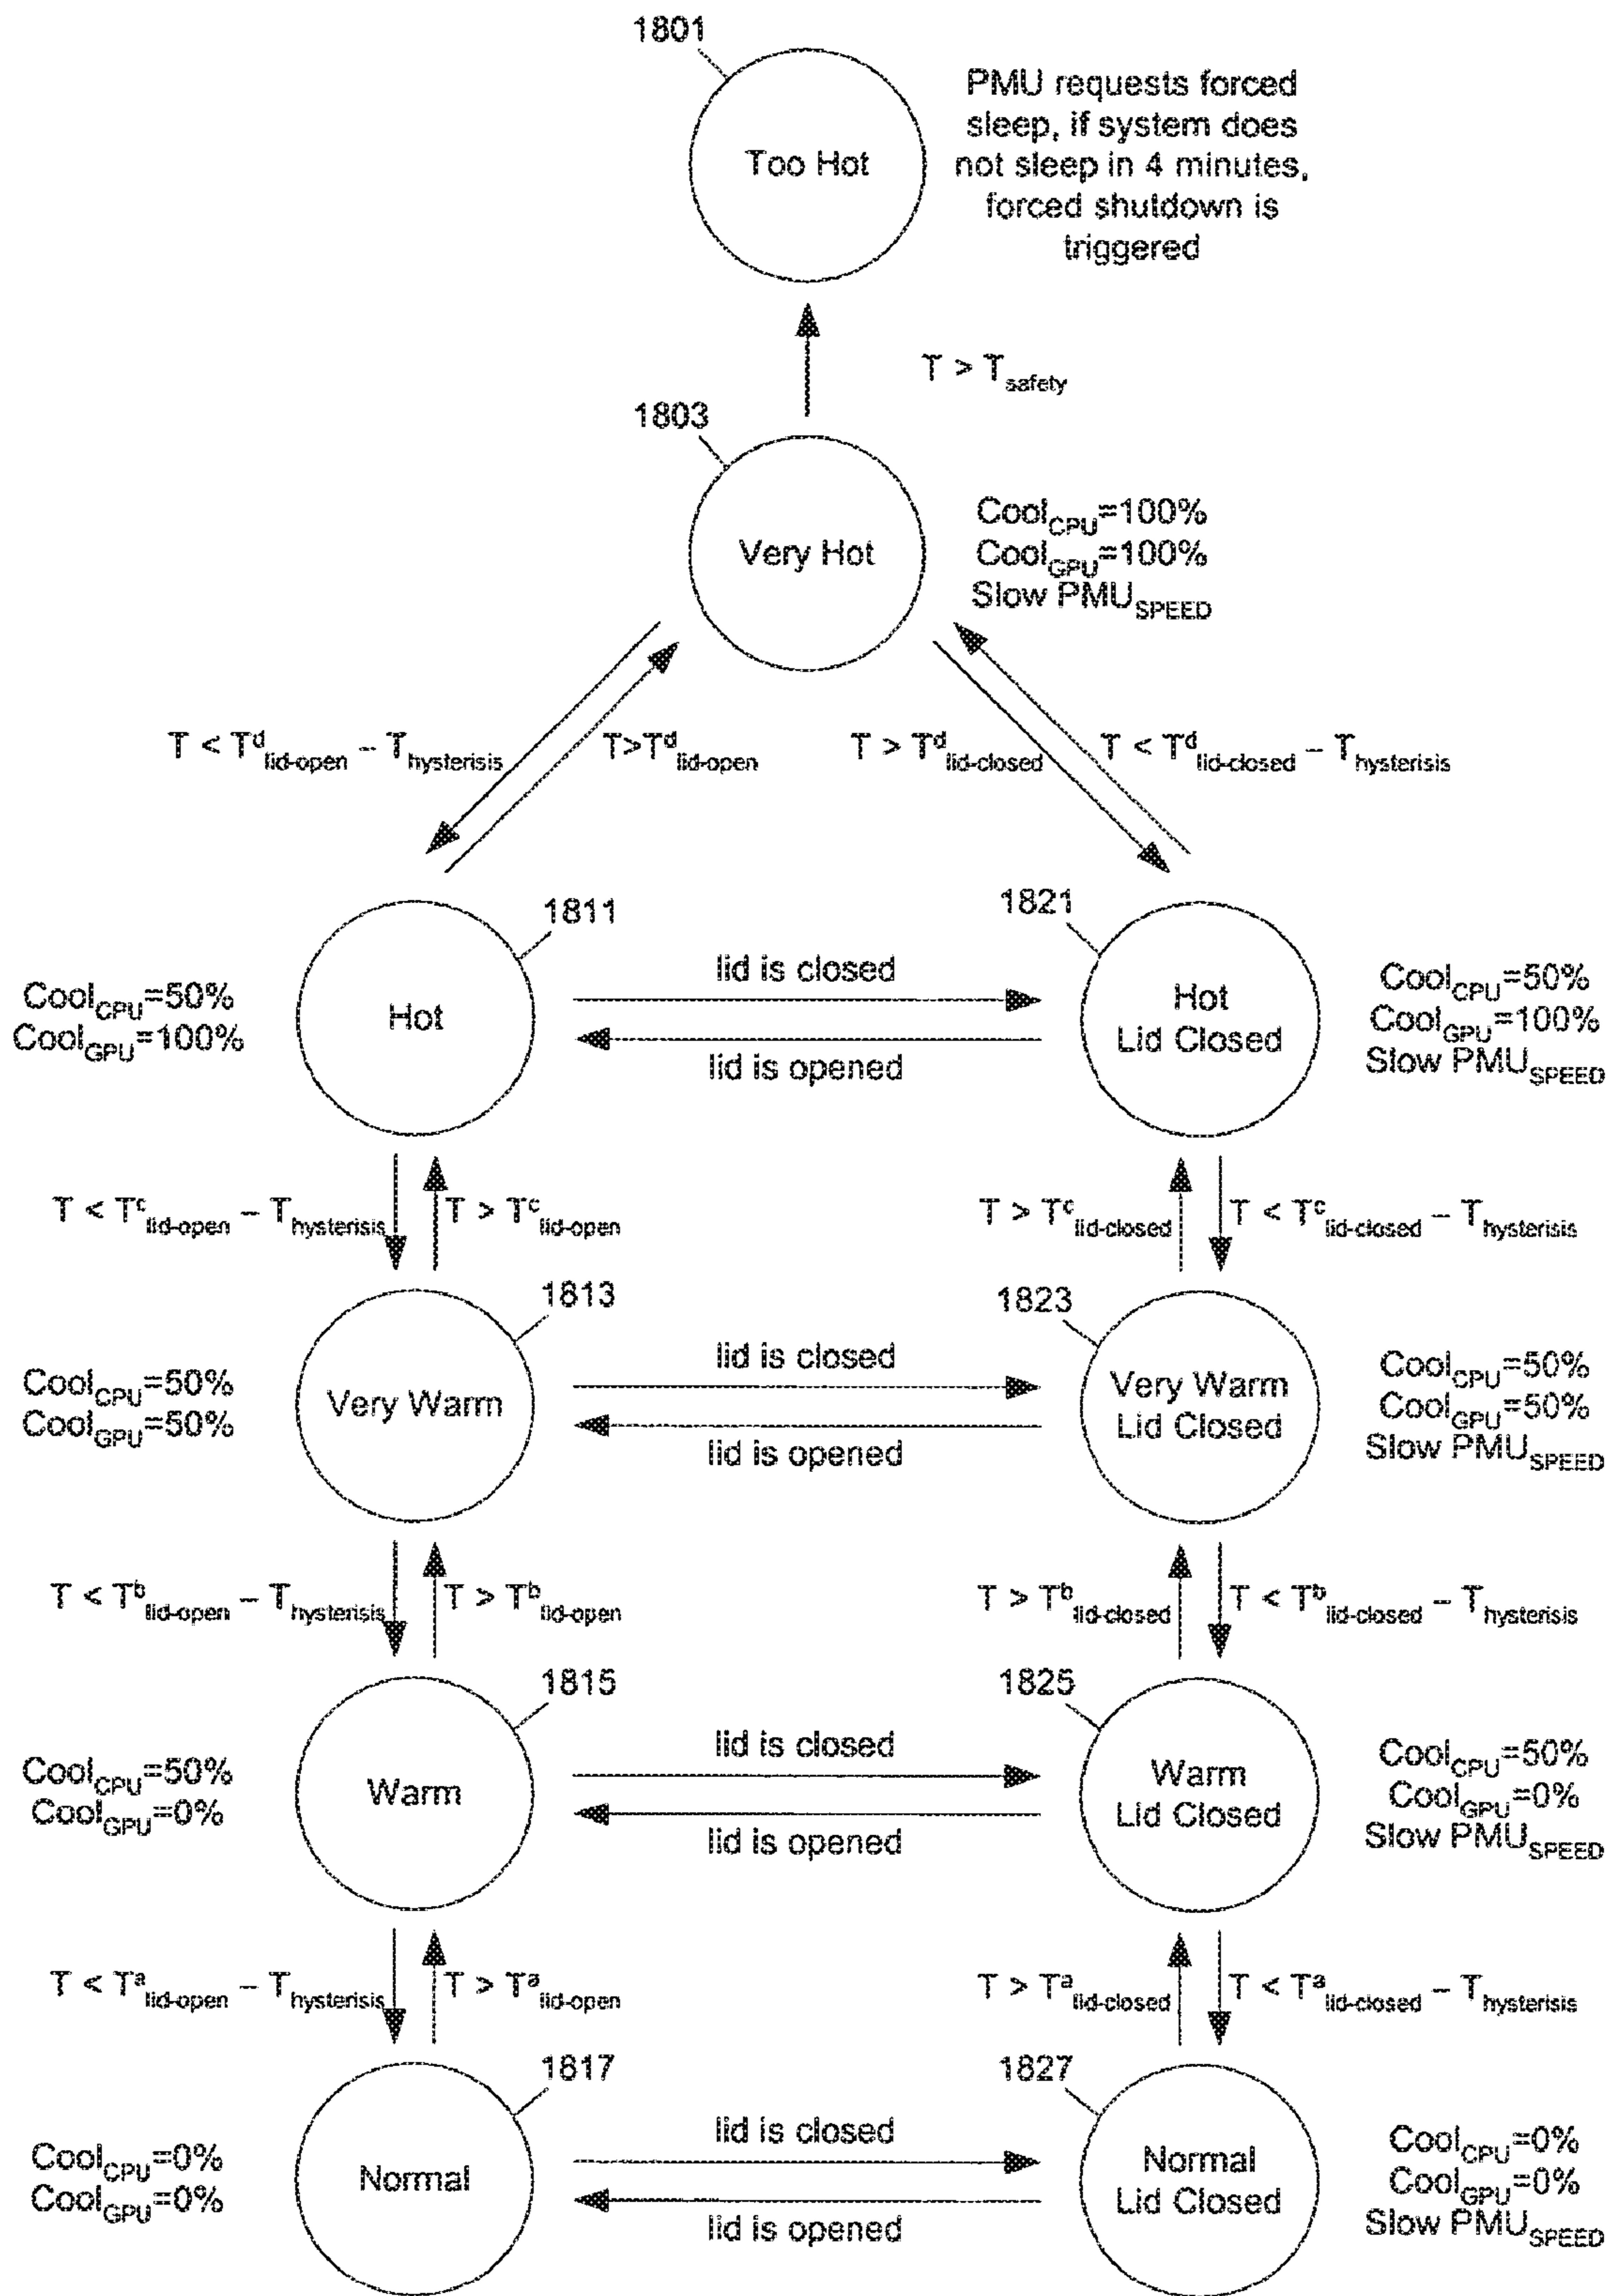 1801
Too Hot
PMU requests forced
sleep, if system does
not sleep in 4 minutes,
forced shutdown is
triggered
T > Tsafety
1803
Very Hot
CoolCPU=100%
CoolGPU=100%
Slow PMUSPEED
T < Tdlid-open – Thysterisis
T>Tdlid-open
T > Tdlid-closed
T < Tdlid-closed – Thysterisis
1811
1821
CoolCPU=50%
CoolGPU=100%
Hot
lid is closed
lid is opened
Hot
Lid Closed
CoolCPU=50%
CoolGPU=100%
Slow PMUSPEED
T < Tclid-open – Thysterisis
T > Tclid-open
T > Tclid-closed
T < Tclid-closed – Thysterisis
1813
1823
CoolCPU=50%
CoolGPU=50%
Very Warm
lid is closed
lid is opened
Very Warm
Lid Closed
CoolCPU=50%
CoolGPU=50%
Slow PMUSPEED
T < Tblid-open – Thysterisis
T > Tblid-open
T > Tblid-closed
T < Tblid-closed – Thysterisis
1815
1825
CoolCPU=50%
CoolGPU=0%
Warm
lid is closed
lid is opened
Warm
Lid Closed
CoolCPU=50%
CoolGPU=0%
Slow PMUSPEED
T < Talid-open – Thysterisis
T > Talid-open
T > Talid-closed
T < Talid-closed – Thysterisis
1817
1827
CoolCPU=0%
CoolGPU=0%
Normal
lid is closed
lid is opened
Normal
Lid Closed
CoolCPU=0%
CoolGPU=0%
Slow PMUSPEED